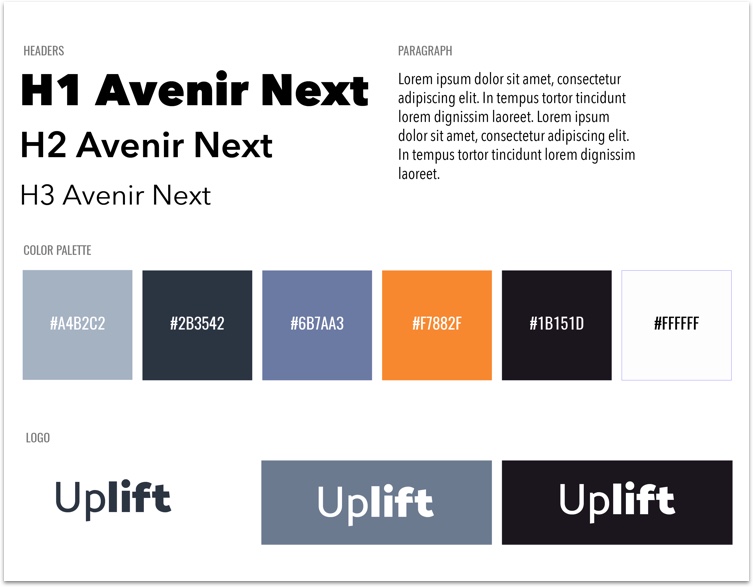 HEADERS
H1 Avenir Next
H2 Avenir Next
H3 Avenir Next
PARAGRAPH
Lorem ipsum dolor sit amet, consectetur
adipiscing elit. In tempus tortor tincidunt
lorem dignissim laoreet. Lorem ipsum
dolor sit amet, consectetur adipiscing elit.
In tempus tortor tincidunt lorem dignissim
laoreet.
COLOR PALETTE
#A4B2C2
#2B3542
#6B7AA3
#F7882F
#1B151D
#FFFFFF
LOGO
Uplift
Uplift
Uplift